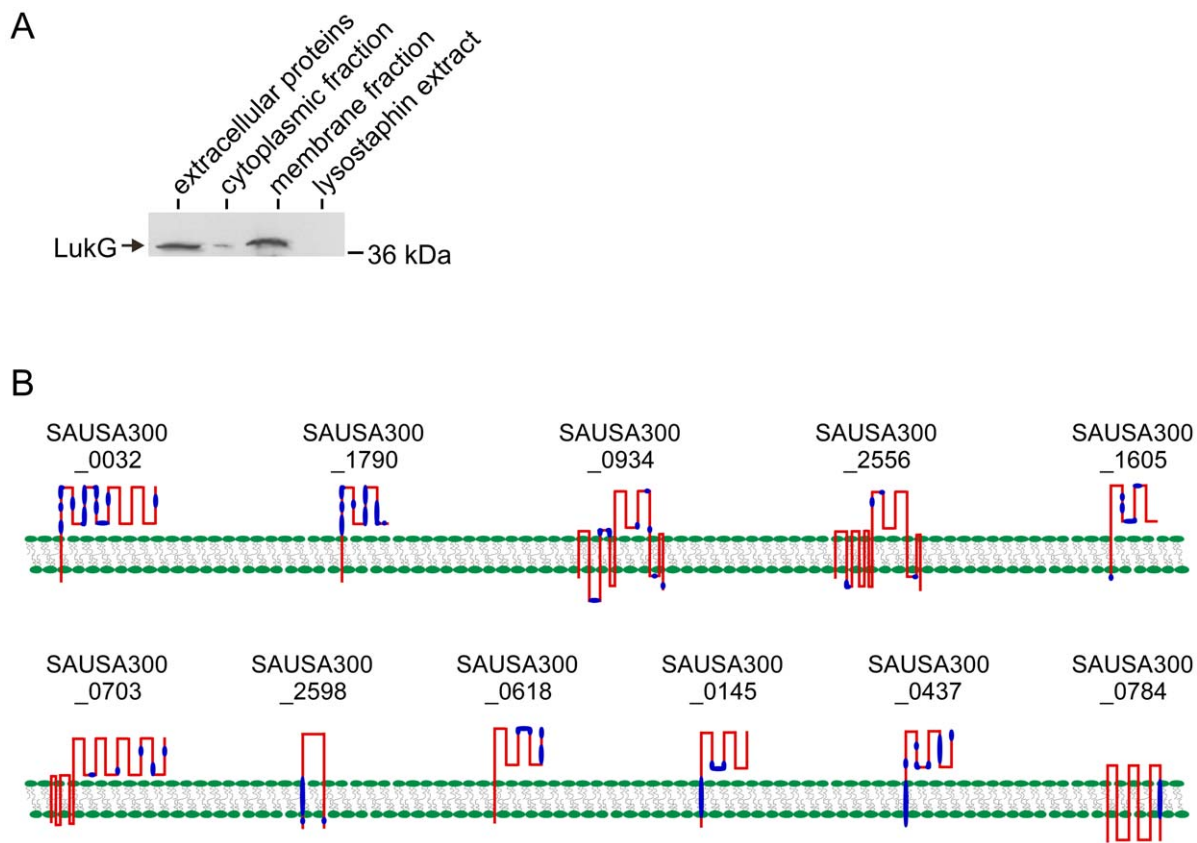 A
extracellular proteins
cytoplasmic fraction
membrane fraction
lysostaphin extract
LukG
36 kDa
B
SAUSA300
_0032
SAUSA300
_1790
SAUSA300
_0934
SAUSA300
_2556
SAUSA300
_1605
SAUSA300
_0703
SAUSA300
_2598
SAUSA300
_0618
SAUSA300
_0145
SAUSA300
_0437
SAUSA300
_0784